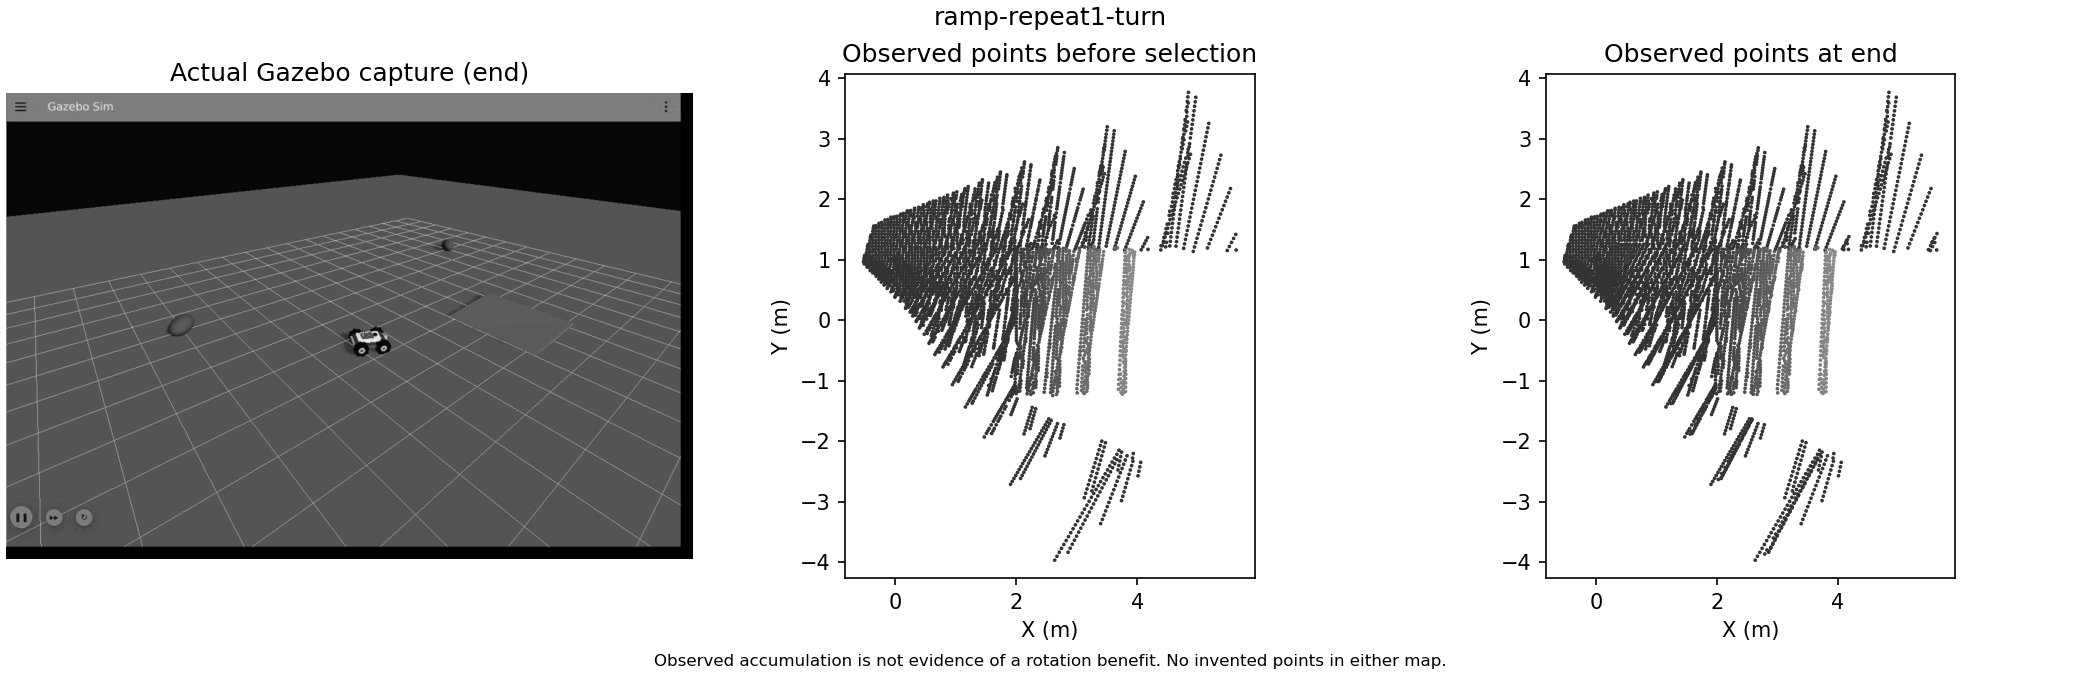 ramp-repeat1-turn
Actual Gazebo capture (end)
Gazebo Sim
Observed points before selection
4
3
2
1
0
−1
−2
−3
−4
Y (m)
0 2 4
X (m)
Observed points at end
4
3
2
1
0
−1
−2
−3
−4
Y (m)
0 2 4
X (m)
Observed accumulation is not evidence of a rotation benefit. No invented points in either map.